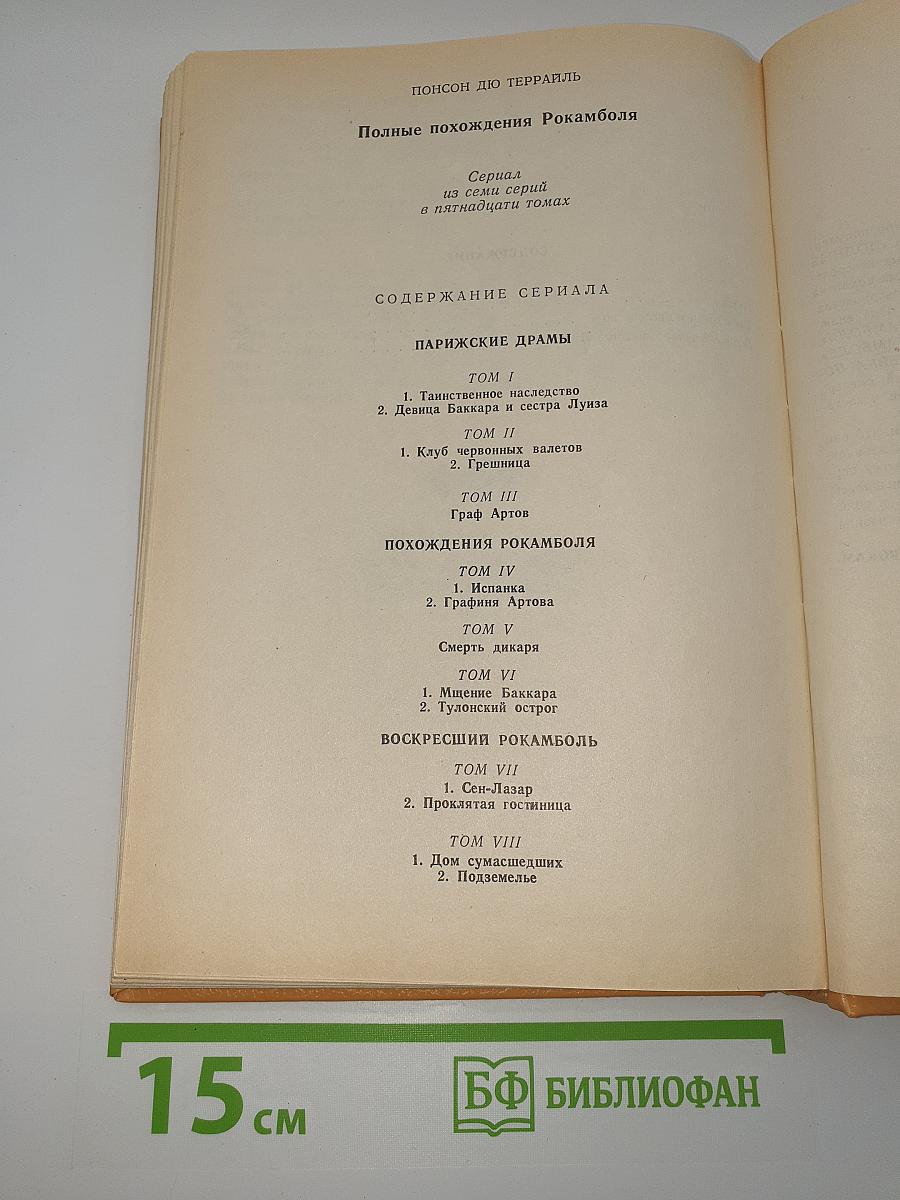 ПОНСОН ДЮ ТЕРРАЙЛЬ
Полные похождения Рокамболя
Сериал
из семи серий
в пятнадцати томах
СОДЕРЖАНИЕ СЕРИАЛА
ПАРИЖСКИЕ ДРАМЫ
ТОМ I
1. Таинственное наследство
2. Девица Баккара и сестра Луиза
ТОМ II
1. Клуб червонных валетов
2. Грешница
ТОМ III
Граф Артов
ПОХОЖДЕНИЯ РОКАМБОЛЯ
ТОМ IV
1. Испанка
2. Графиня Артова
ТОМ V
Смерть дикаря
ТОМ VI
1. Мщение Баккара
2. Тулонский острог
ВОСКРЕСШИЙ РОКАМБОЛЬ
ТОМ VII
1. Сен-Лазар
2. Проклятая гостиница
ТОМ VIII
1. Дом сумасшедших
2. Подземелье
15 см
БФ БИБЛИОФАН